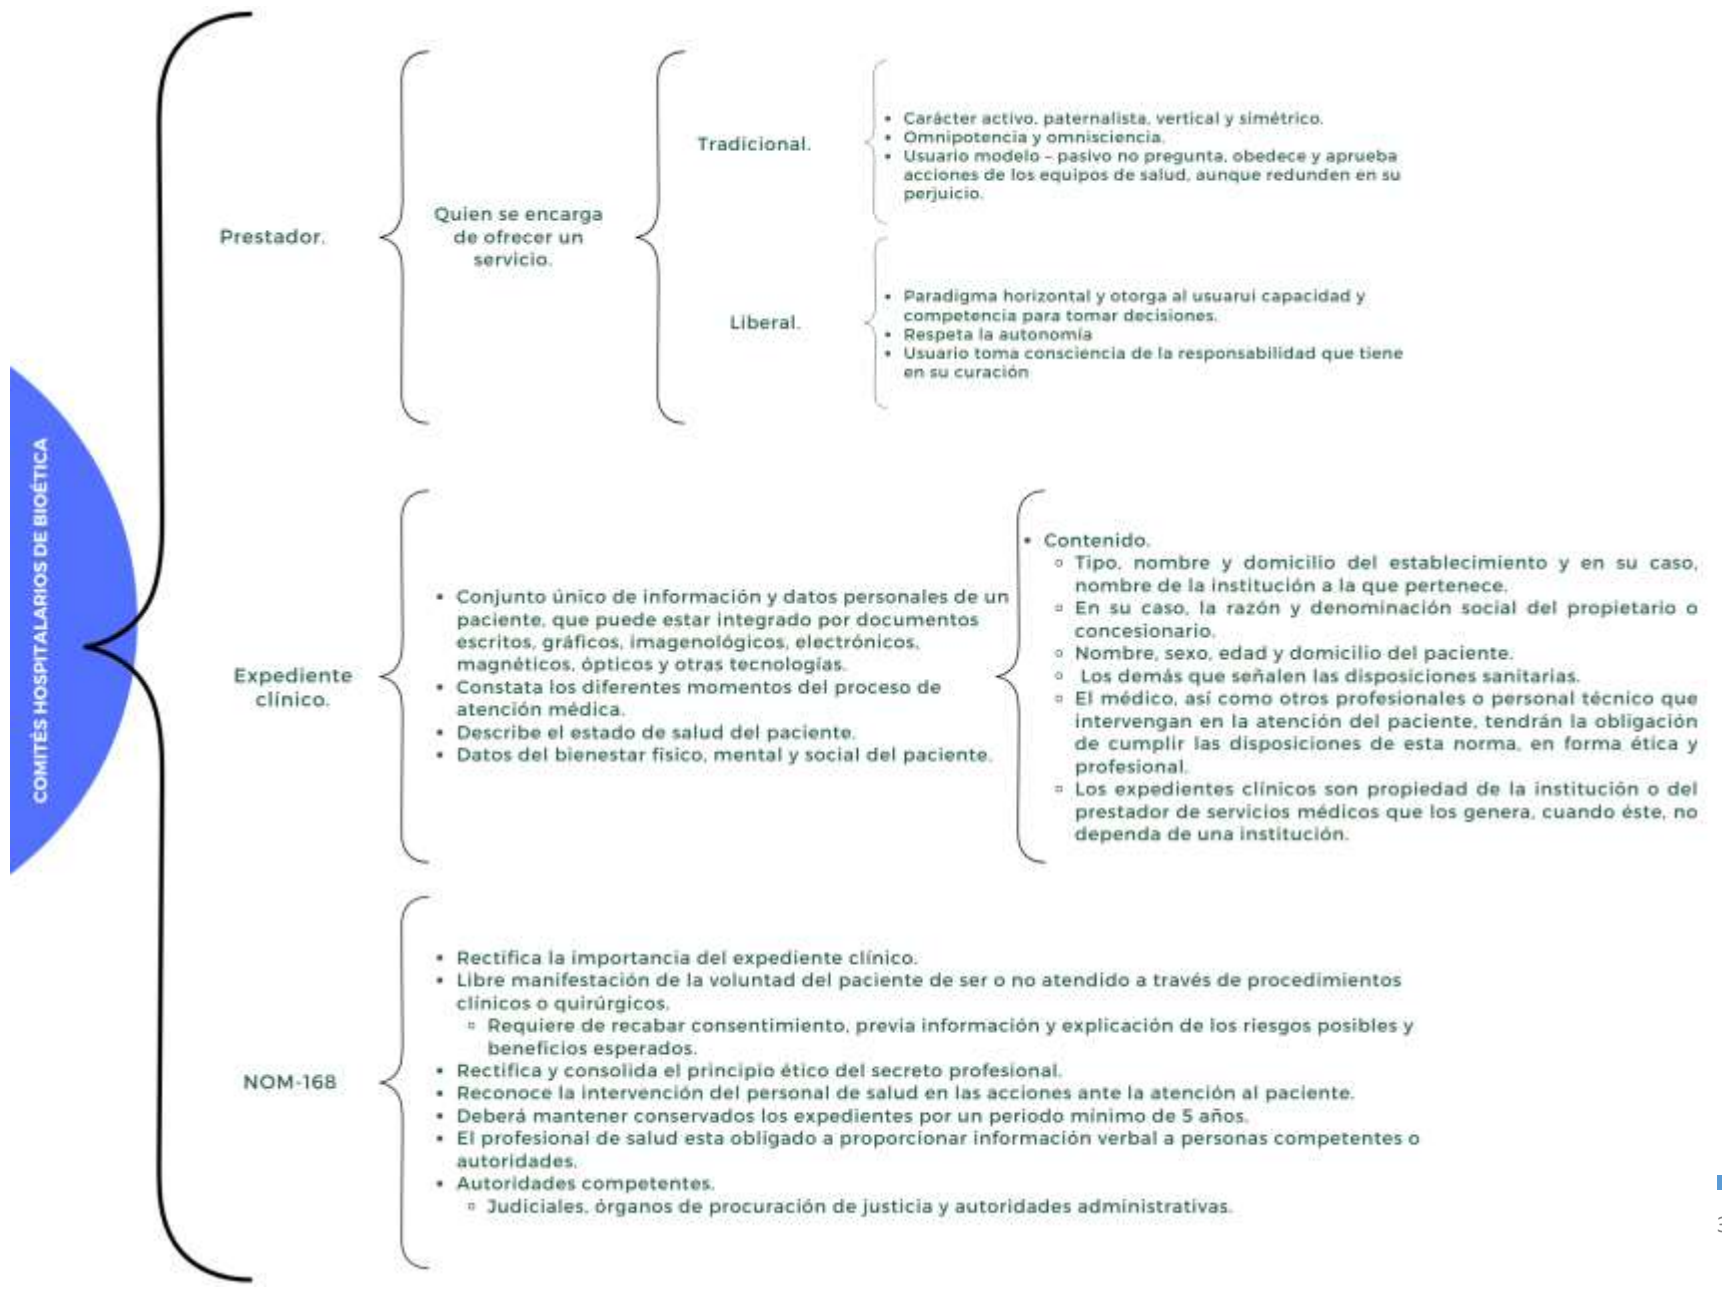 COMITÉS HOSPITALARIOS DE BIOÉTICA
Prestador.
Quien se encarga
de ofrecer un
servicio.
Tradicional.
• Carácter activo, paternalista, vertical y simétrico.
• Omnipotencia y omnisciencia.
• Usuario modelo – pasivo no pregunta, obedece y aprueba
acciones de los equipos de salud, aunque redunden en su
perjuicio.
Liberal.
• Paradigma horizontal y otorga al usuarui capacidad y
competencia para tomar decisiones.
• Respeta la autonomía
• Usuario toma consciencia de la responsabilidad que tiene
en su curación
Expediente
clínico.
• Conjunto único de información y datos personales de un
paciente, que puede estar integrado por documentos
escritos, gráficos, imagenológicos, electrónicos,
magnéticos, ópticos y otras tecnologías.
• Constata los diferentes momentos del proceso de
atención médica.
• Describe el estado de salud del paciente.
• Datos del bienestar físico, mental y social del paciente.
• Contenido.
◦ Tipo, nombre y domicilio del establecimiento y en su caso,
nombre de la institución a la que pertenece.
◦ En su caso, la razón y denominación social del propietario o
concesionario.
◦ Nombre, sexo, edad y domicilio del paciente.
◦ Los demás que señalen las disposiciones sanitarias.
◦ El médico, así como otros profesionales o personal técnico que
intervengan en la atención del paciente, tendrán la obligación
de cumplir las disposiciones de esta norma, en forma ética y
profesional.
◦ Los expedientes clínicos son propiedad de la institución o del
prestador de servicios médicos que los genera, cuando éste, no
dependa de una institución.
NOM-168
• Rectifica la importancia del expediente clínico.
• Libre manifestación de la voluntad del paciente de ser o no atendido a través de procedimientos
clínicos o quirúrgicos.
◦ Requiere de recabar consentimiento, previa información y explicación de los riesgos posibles y
beneficios esperados.
• Rectifica y consolida el principio ético del secreto profesional.
• Reconoce la intervención del personal de salud en las acciones ante la atención al paciente.
• Deberá mantener conservados los expedientes por un periodo mínimo de 5 años.
• El profesional de salud esta obligado a proporcionar información verbal a personas competentes o
autoridades.
• Autoridades competentes.
◦ Judiciales, órganos de procuración de justicia y autoridades administrativas.